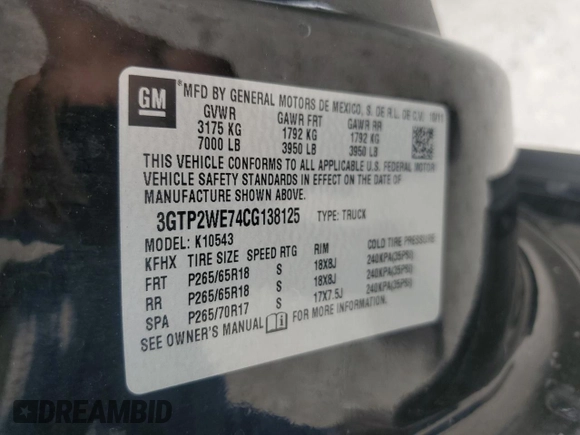 GM
MFD BY GENERAL MOTORS DE MEXICO, S. DE R.L. DE C.V. 10/11
GVWR GAWR FRT GAWR RR
3175 KG 1792 KG 1792 KG
7000 LB 3950 LB 3950 LB
THIS VEHICLE CONFORMS TO ALL APPLICABLE U.S. FEDERAL MOTOR
VEHICLE SAFETY STANDARDS IN EFFECT ON THE DATE OF
MANUFACTURE SHOWN ABOVE.
3GTP2WE74CG138125 TYPE: TRUCK
MODEL: K10543
KFHX TIRE SIZE SPEED RTG RIM COLD TIRE PRESSURE
FRT P265/65R18 S 18X8J 240KPA(35PSI)
RR P265/65R18 S 18X8J 240KPA(35PSI)
SPA P265/70R17 S 17X7.5J 240KPA(35PSI)
SEE OWNER'S MANUAL FOR MORE INFORMATION.
DREAMBID